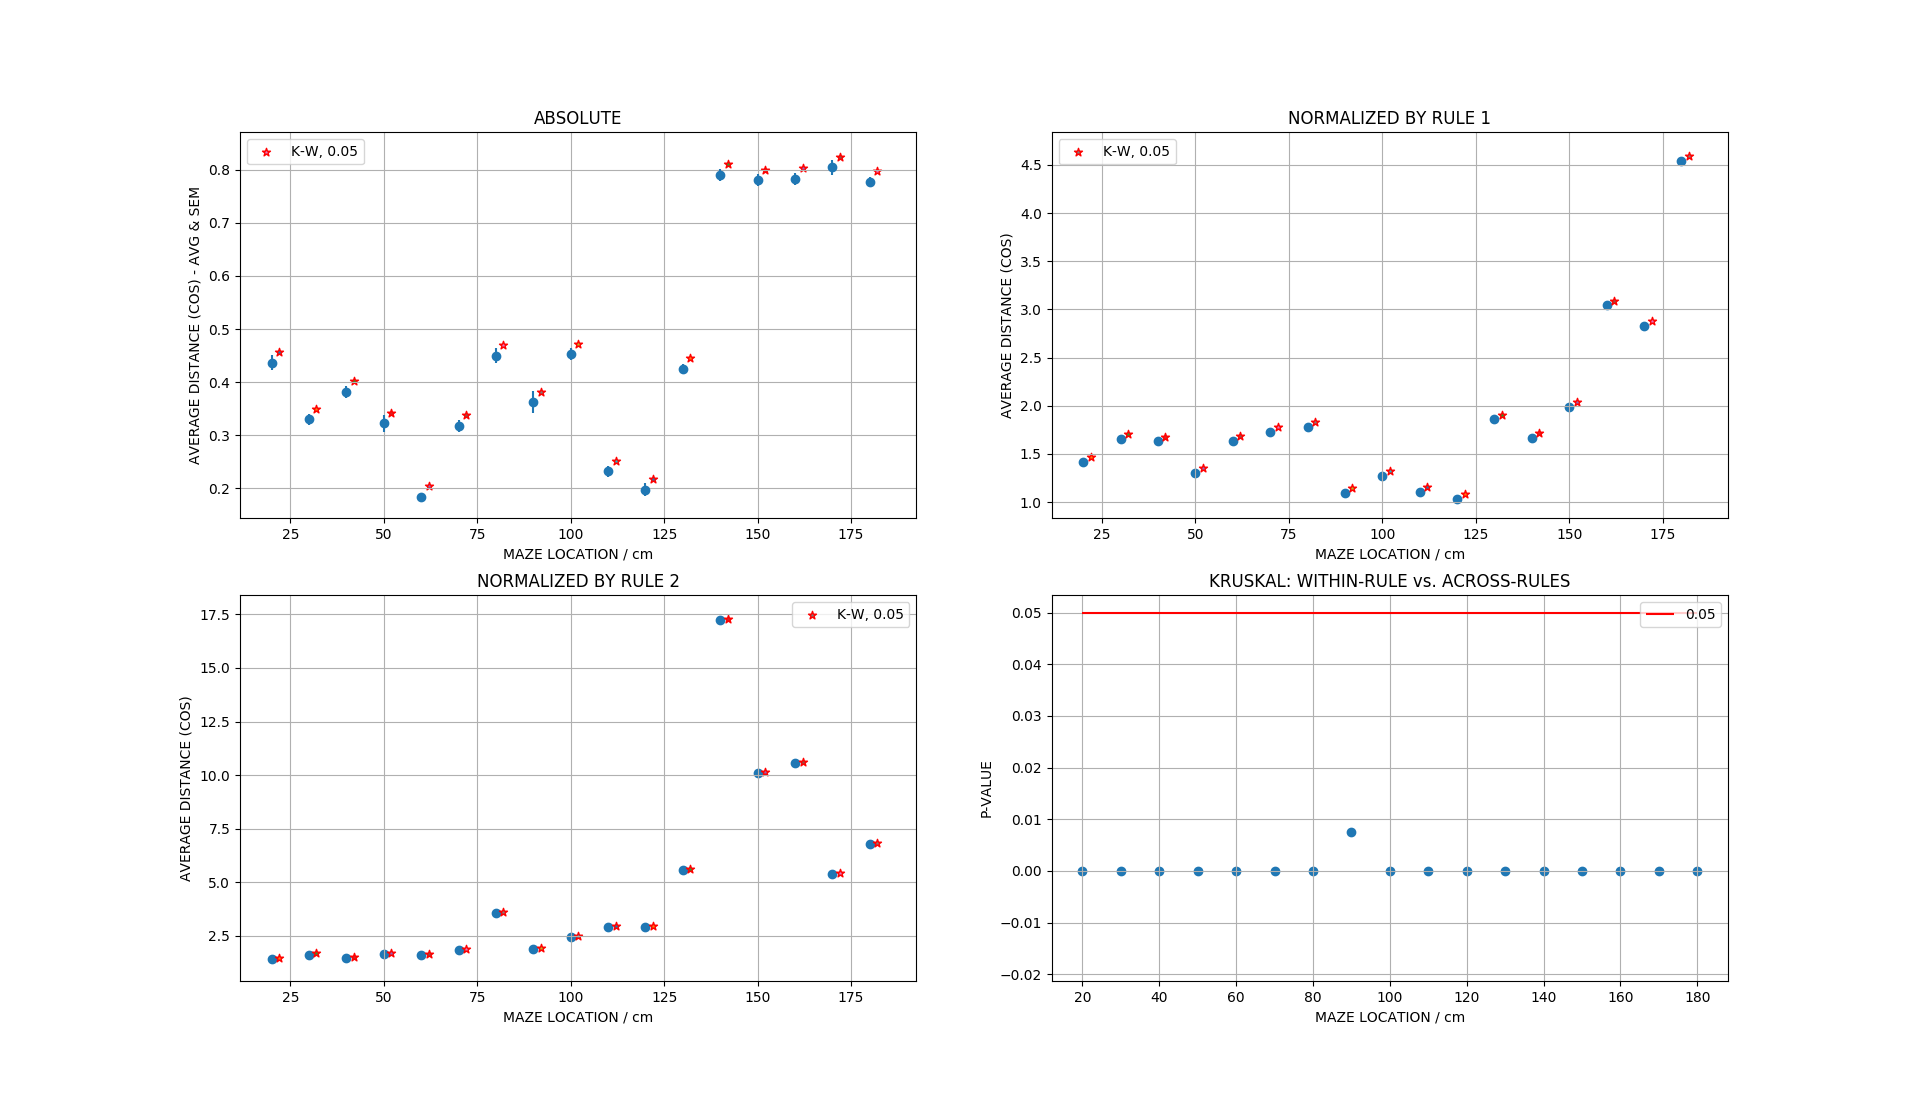 ABSOLUTE
K-W, 0.05
AVERAGE DISTANCE (COS) - AVG & SEM
0.8
0.7
0.6
0.5
0.4
0.3
0.2
25 50 75 100 125 150 175
MAZE LOCATION / cm
NORMALIZED BY RULE 1
K-W, 0.05
AVERAGE DISTANCE (COS)
4.5
4.0
3.5
3.0
2.5
2.0
1.5
1.0
25 50 75 100 125 150 175
MAZE LOCATION / cm
NORMALIZED BY RULE 2
K-W, 0.05
AVERAGE DISTANCE (COS)
17.5
15.0
12.5
10.0
7.5
5.0
2.5
25 50 75 100 125 150 175
MAZE LOCATION / cm
KRUSKAL: WITHIN-RULE vs. ACROSS-RULES
0.05
P-VALUE
0.05
0.04
0.03
0.02
0.01
0.00
−0.01
−0.02
20 40 60 80 100 120 140 160 180
MAZE LOCATION / cm